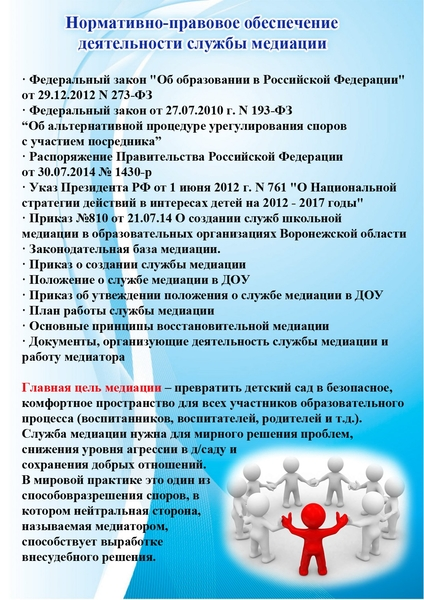 Нормативно-правовое обеспечение
деятельности службы медиации
· Федеральный закон "Об образовании в Российской Федерации"
от 29.12.2012 N 273-ФЗ
· Федеральный закон от 27.07.2010 г. N 193-ФЗ
“Об альтернативной процедуре урегулирования споров
с участием посредника”
· Распоряжение Правительства Российской Федерации
от 30.07.2014 № 1430-р
· Указ Президента РФ от 1 июня 2012 г. N 761 "О Национальной
стратегии действий в интересах детей на 2012 - 2017 годы"
· Приказ №810 от 21.07.14 О создании служб школьной
медиации в образовательных организациях Воронежской области
· Законодательная база медиации.
· Приказ о создании службы медиации
· Положение о службе медиации в ДОУ
· Приказ об утвеждении положения о службе медиации в ДОУ
· План работы службы медиации
· Основные принципы восстановительной медиации
· Документы, организующие деятельность службы медиации и
работу медиатора
Главная цель медиации – превратить детский сад в безопасное,
комфортное пространство для всех участников образовательного
процесса (воспитанников, воспитателей, родителей и т.д.).
Служба медиации нужна для мирного решения проблем,
снижения уровня агрессии в д/саду и
сохранения добрых отношений.
В мировой практике это один из
способовразрешения споров, в
котором нейтральная сторона,
называемая медиатором,
способствует выработке
внесудебного решения.